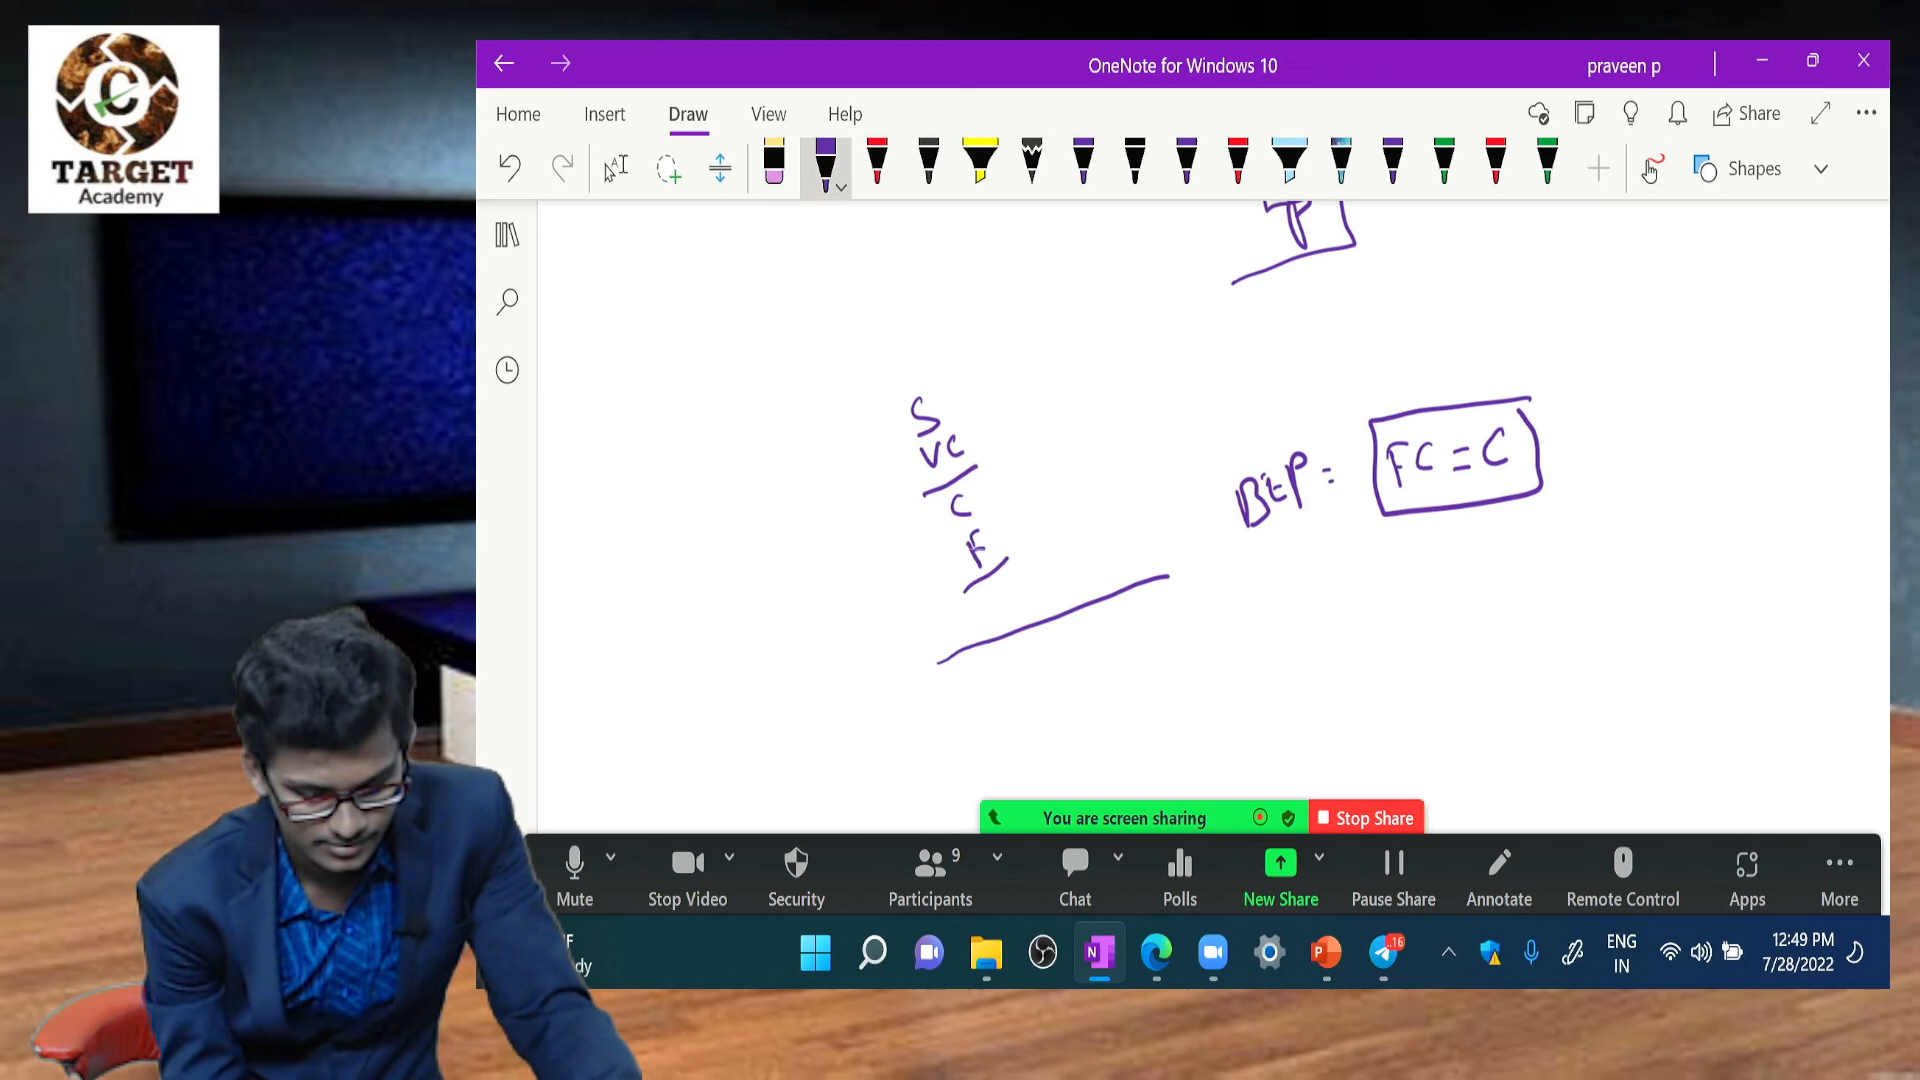 C
TARGET
Academy
OneNote for Windows 10
praveen p
Home Insert Draw View Help
Share
Shapes
P
S
VC
C
F
BEP = FC = C
You are screen sharing
Stop Share
9
Mute Stop Video Security Participants Chat Polls New Share Pause Share Annotate Remote Control Apps More
N
P
16
ENG
IN
12:49 PM
7/28/2022